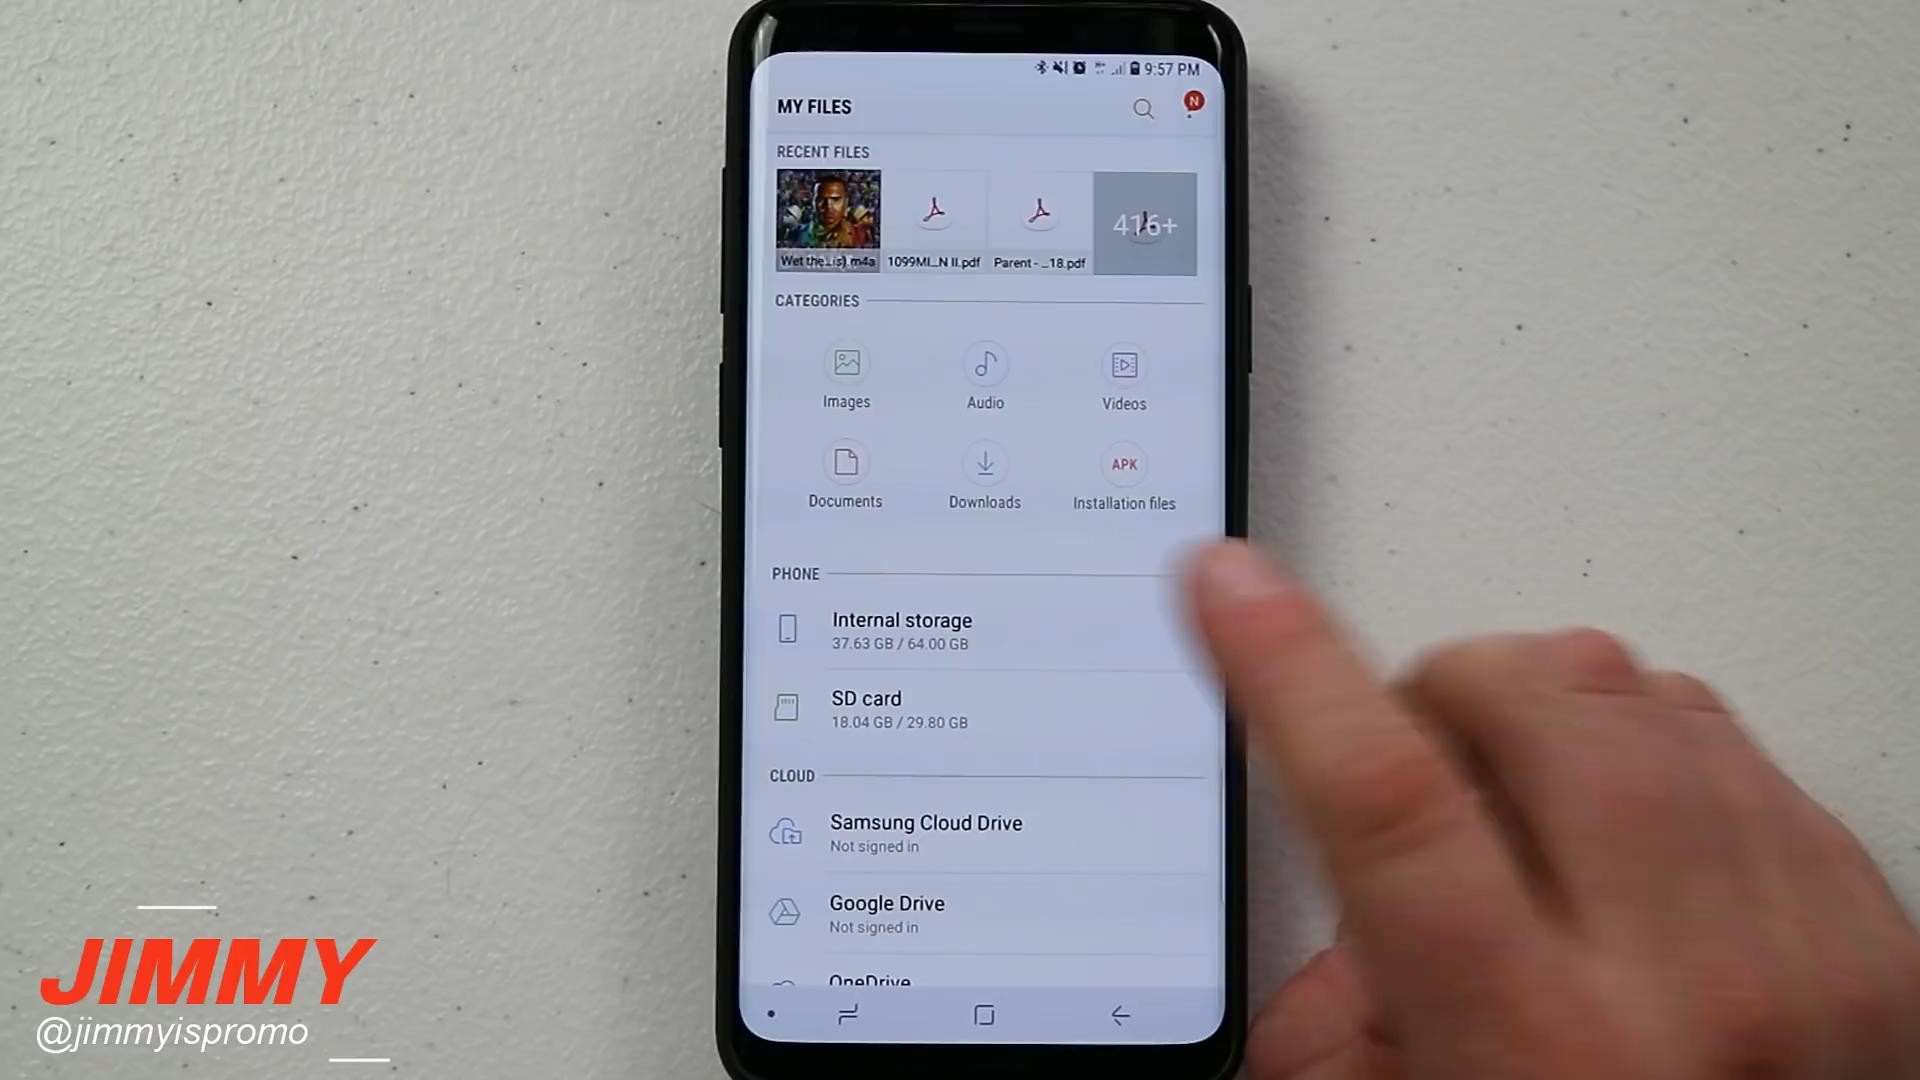 9:57 PM
MY FILES
N
RECENT FILES
416+
Wet the...is).m4a
1099MI...N II.pdf
Parent - ...18.pdf
CATEGORIES
Images
Audio
Videos
APK
Documents
Downloads
Installation files
PHONE
Internal storage
37.63 GB / 64.00 GB
SD card
18.04 GB / 29.80 GB
CLOUD
Samsung Cloud Drive
Not signed in
Google Drive
Not signed in
OneDrive
JIMMY
@jimmyispromo